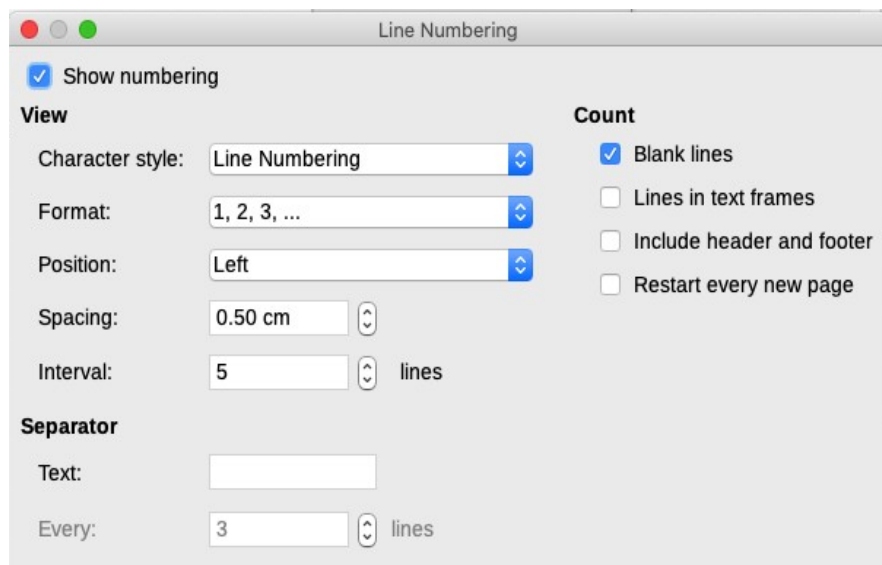 Line Numbering
Show numbering
View
Character style: Line Numbering
Format: 1, 2, 3, ...
Position: Left
Spacing: 0.50 cm
Interval: 5 lines
Separator
Text:
Every: 3 lines
Count
Blank lines
Lines in text frames
Include header and footer
Restart every new page